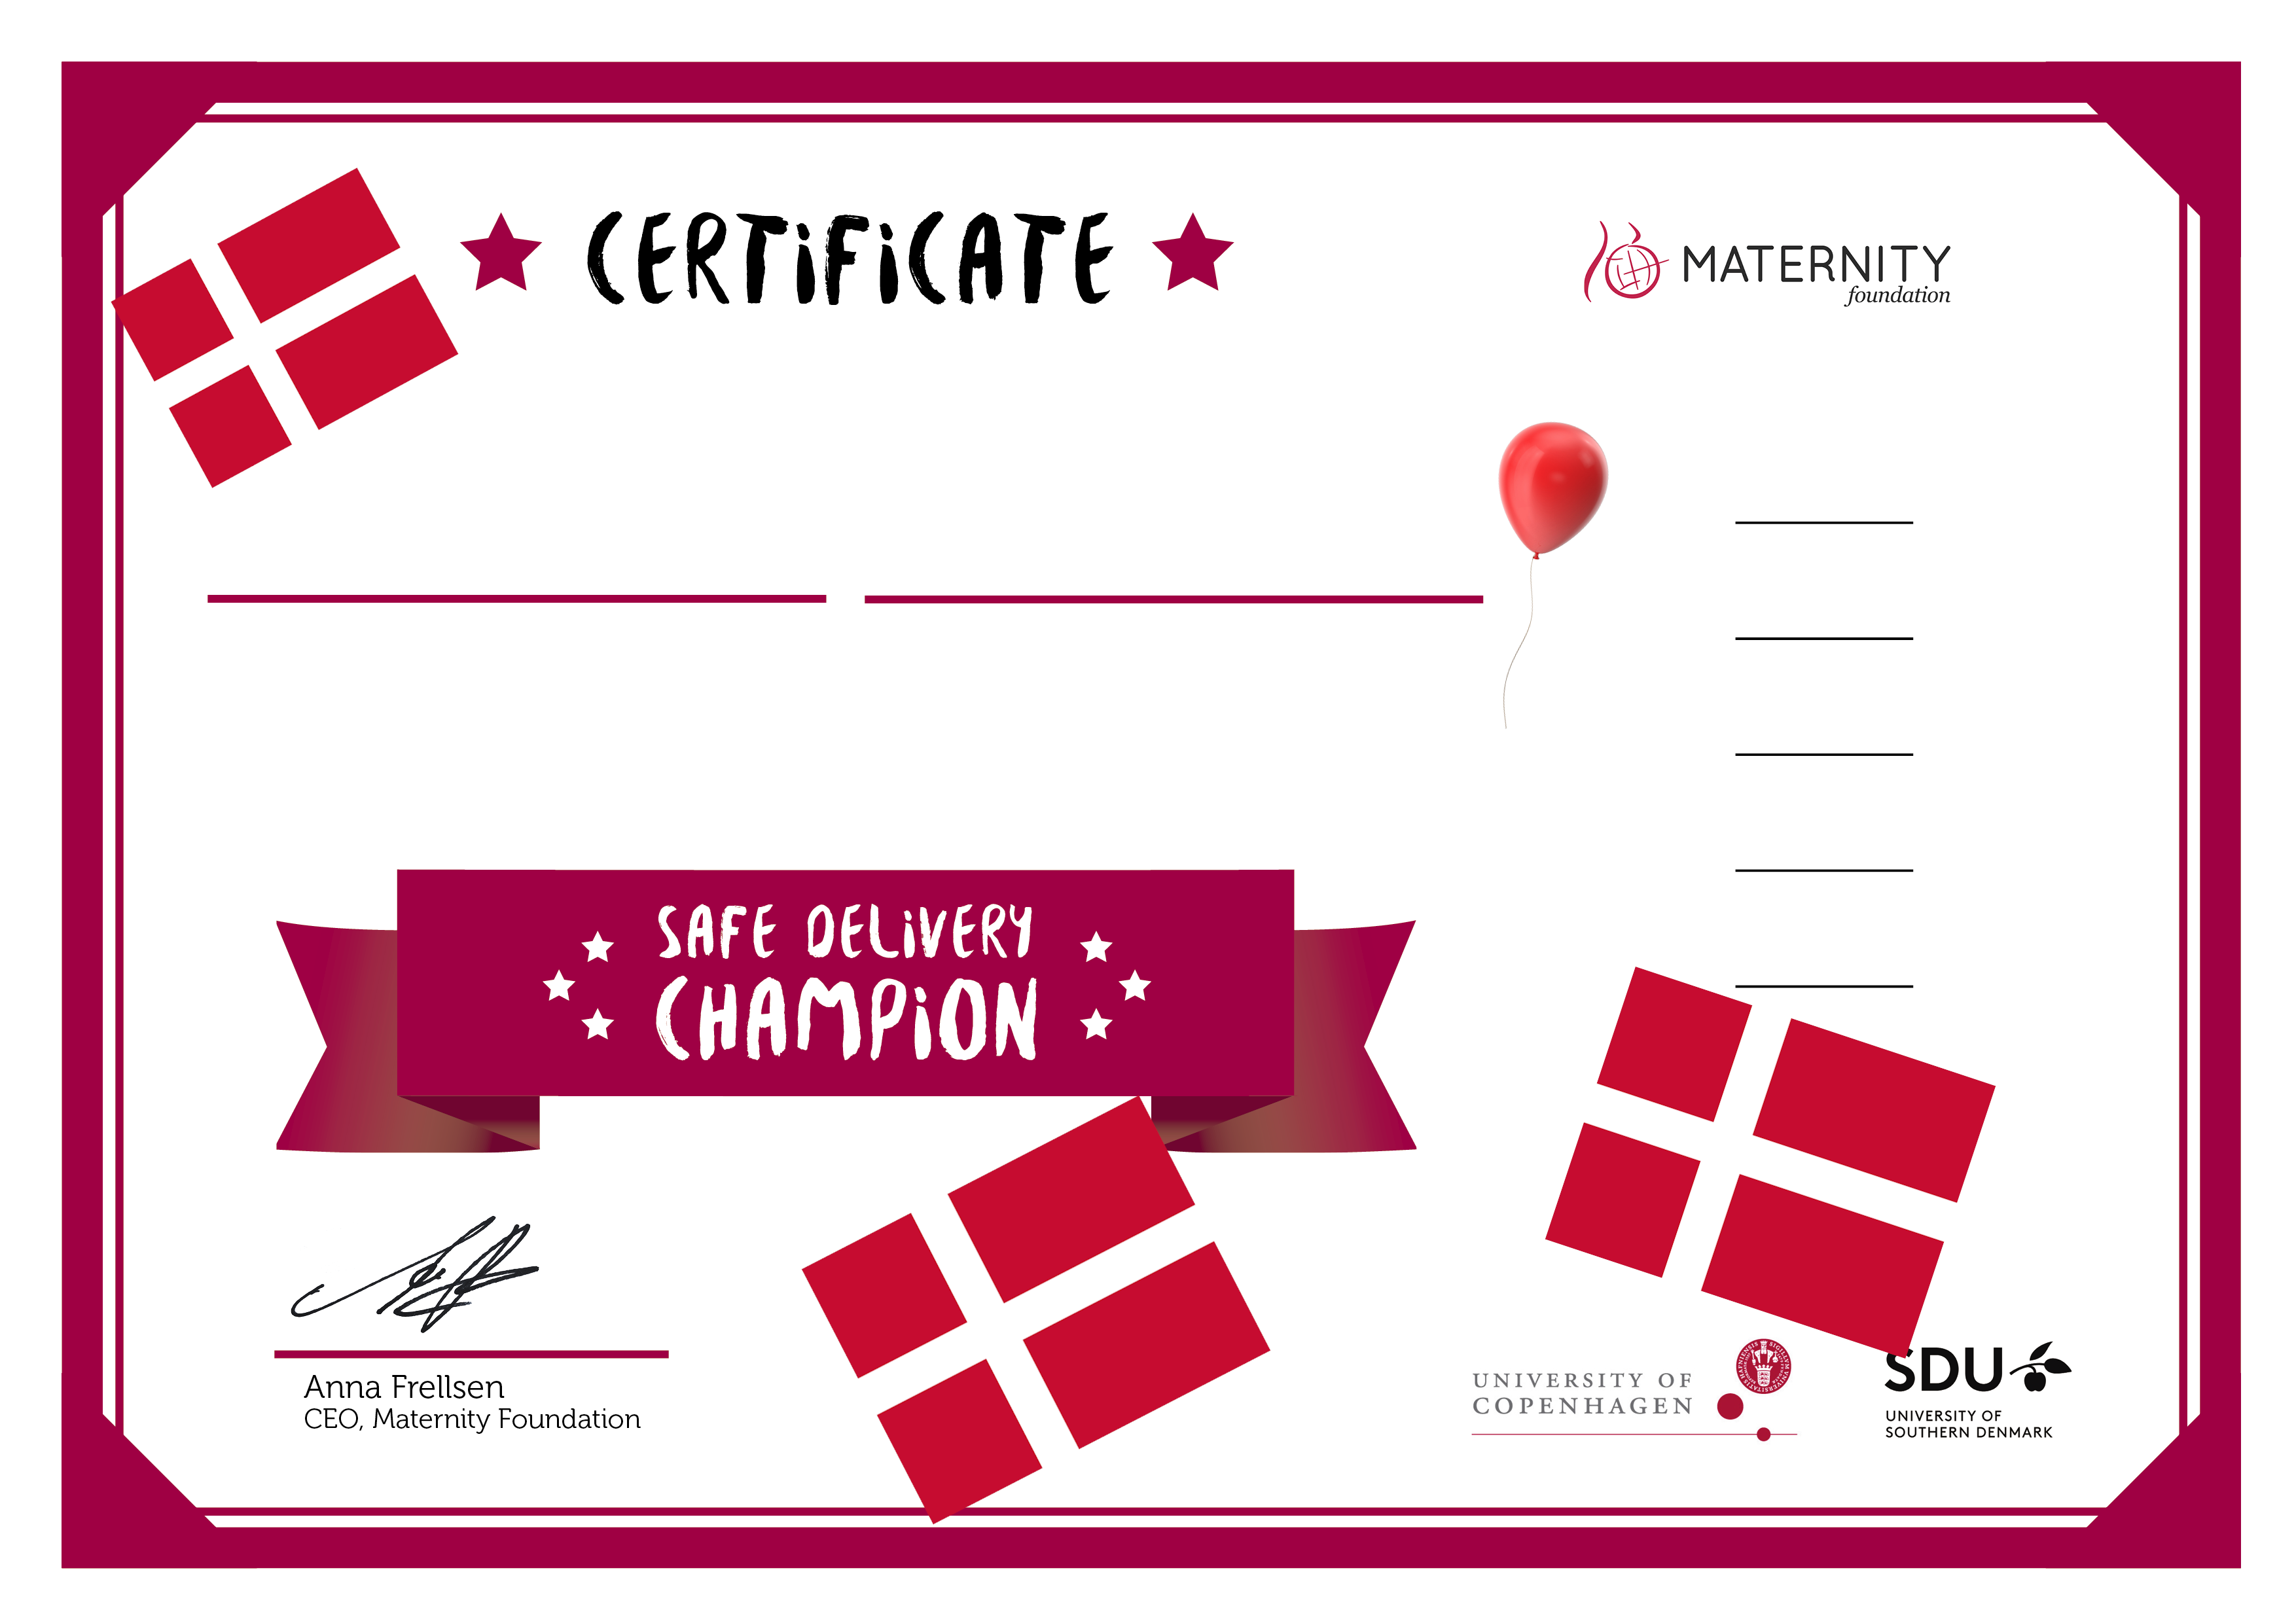 CERTiFiCATE
MATERNITY
foundation
SAFE DELiVERY
CHAMPiON
Anna Frellsen
CEO, Maternity Foundation
UNIVERSITY OF
COPENHAGEN
SDU
UNIVERSITY OF
SOUTHERN DENMARK